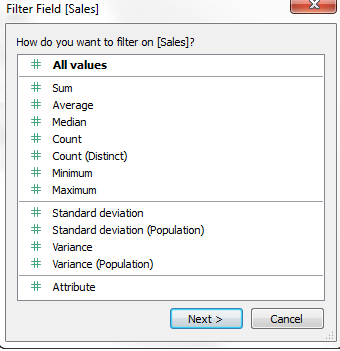 Filter Field [Sales]
How do you want to filter on [Sales]?
All values
Sum
Average
Median
Count
Count (Distinct)
Minimum
Maximum
Standard deviation
Standard deviation (Population)
Variance
Variance (Population)
Attribute
Next >
Cancel